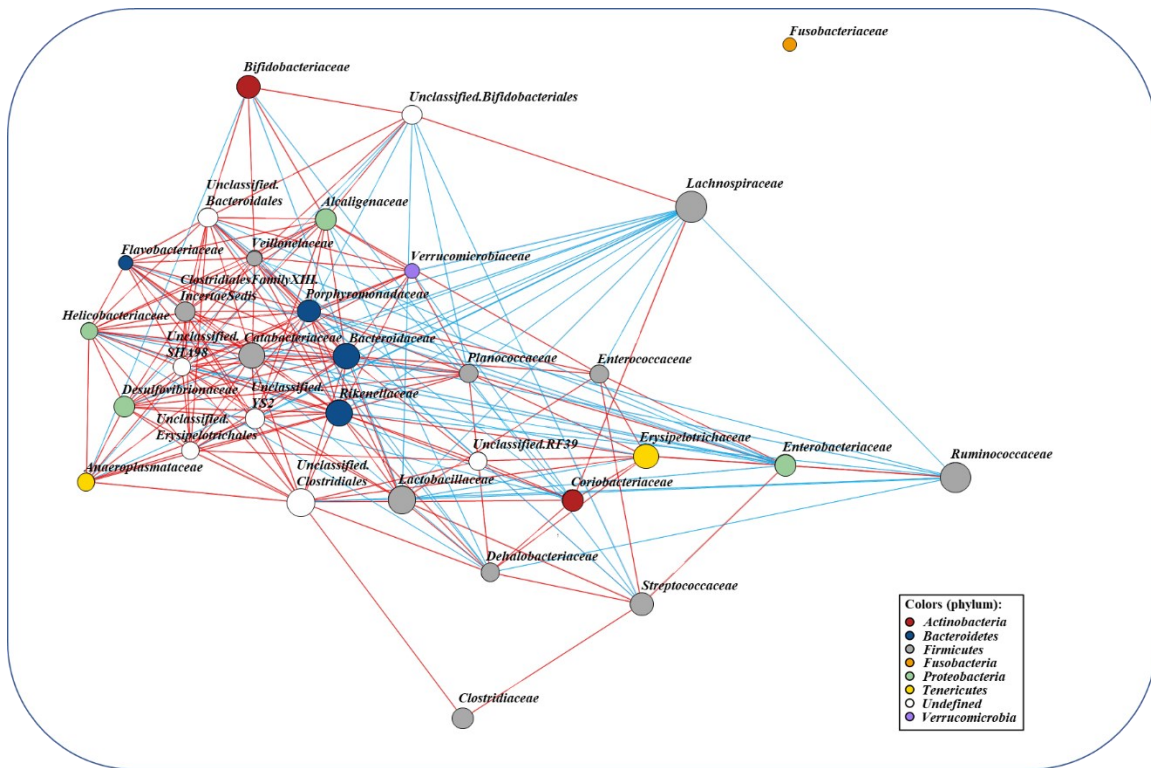 Fusobacteriaceae
Bifidobacteriaceae
Unclassified.Bifidobacteriales
Lachnospiraceae
Unclassified.
Bacteroidales
Alcaligenaceae
Flavobacteriaceae
Veillonelaceae
Verrucomicrobiaceae
ClostridialesFamilyXIII.
IncertaeSedis
Porphyromonadaceae
Helicobacteriaceae
Unclassified.
SHA98
Catabacteriaceae
Bacteroidaceae
Planococcaceae
Enterococcaceae
Desulfovibrionaceae
Unclassified.
YS2
Rikenellaceae
Unclassified.
Erysipelotrichales
Unclassified.RF39
Erysipelotrichaceae
Enterobacteriaceae
Ruminococcaceae
Anaeroplasmataceae
Unclassified.
Clostridiales
Lactobacillaceae
Coriobacteriaceae
Dehalobacteriaceae
Streptococcaceae
Clostridiaceae
Colors (phylum):
Actinobacteria
Bacteroidetes
Firmicutes
Fusobacteria
Proteobacteria
Tenericutes
Undefined
Verrucomicrobia